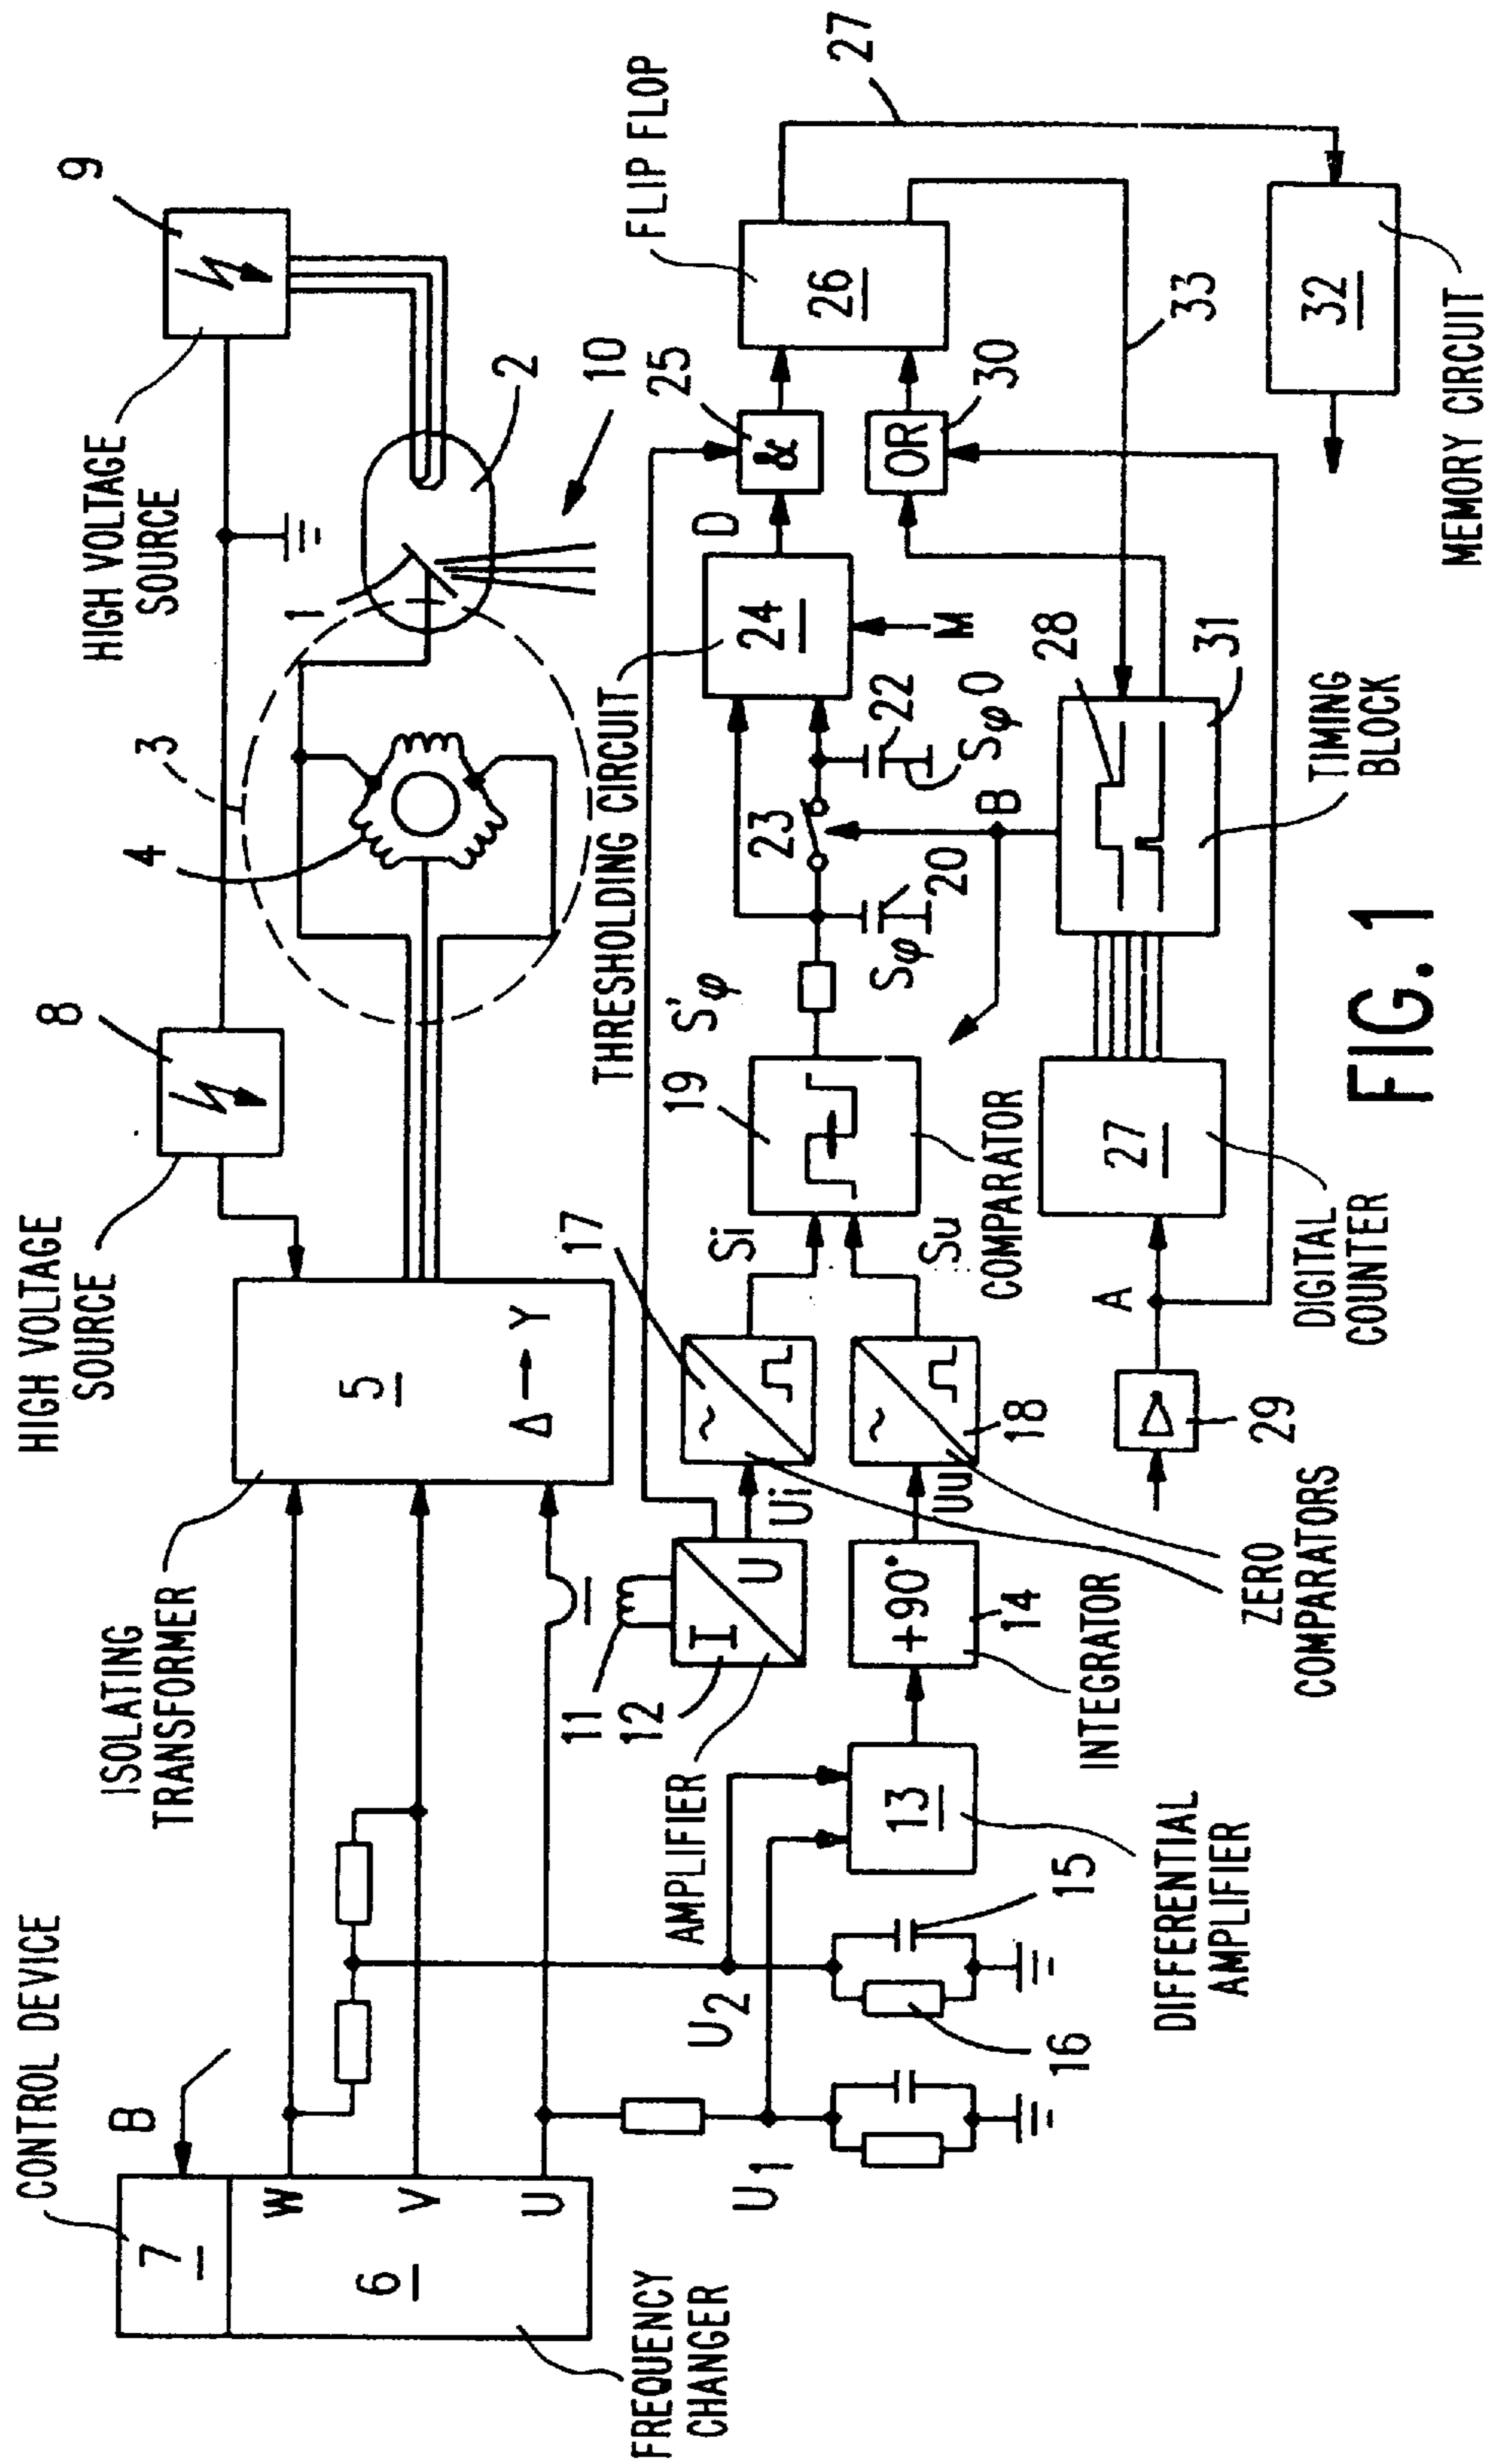 CONTROL DEVICE
B
7
W
V
U
6
FREQUENCY
CHANGER
ISOLATING
TRANSFORMER
HIGH VOLTAGE
SOURCE
8
5
Δ → Y
3
4
HIGH VOLTAGE
SOURCE
9
1
2
10
U1
U2
16
15
13
DIFFERENTIAL
AMPLIFIER
AMPLIFIER
11
12
I
U
+90°
14
INTEGRATOR
Ui
Uu
17
~
18
~
ZERO
COMPARATORS
Si
Su
19
COMPARATOR
S'φ
Sφ
20
23
22
SφO
THRESHOLDING CIRCUIT
24
M
D
25
&
OR
30
FLIP FLOP
26
27
33
32
MEMORY CIRCUIT
29
A
27
DIGITAL
COUNTER
B
28
31
TIMING
BLOCK
FIG. 1